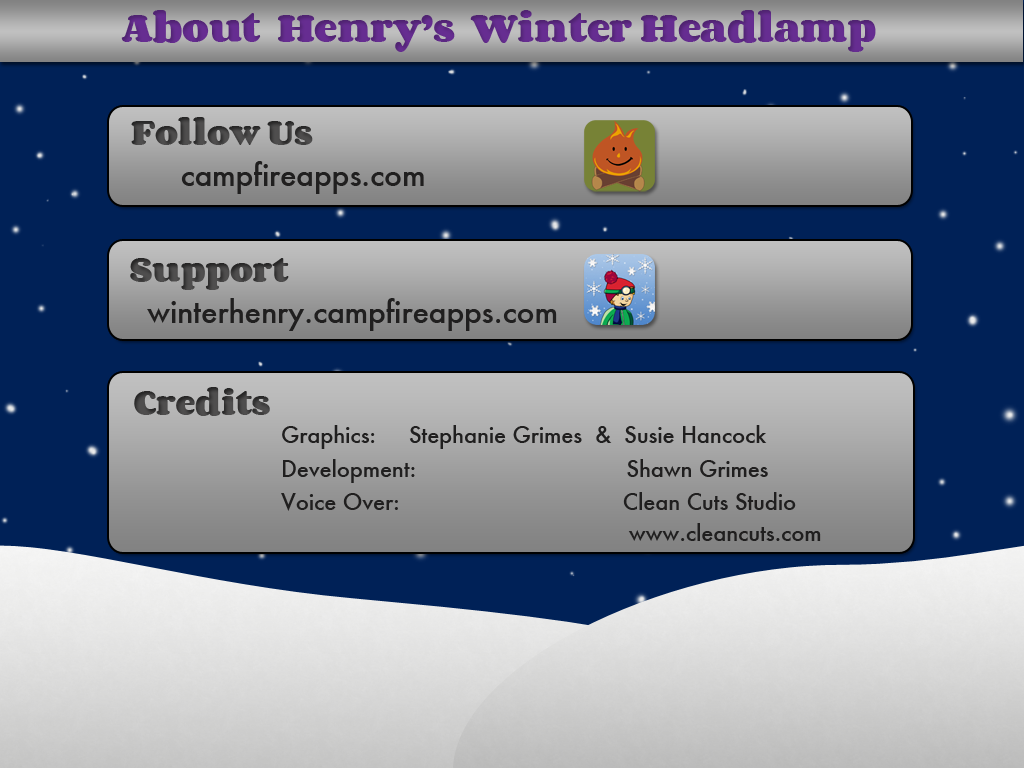 About Henry's Winter Headlamp
Follow Us
campfireapps.com
Support
winterhenry.campfireapps.com
Credits
Graphics: Stephanie Grimes & Susie Hancock
Development: Shawn Grimes
Voice Over: Clean Cuts Studio
www.cleancuts.com